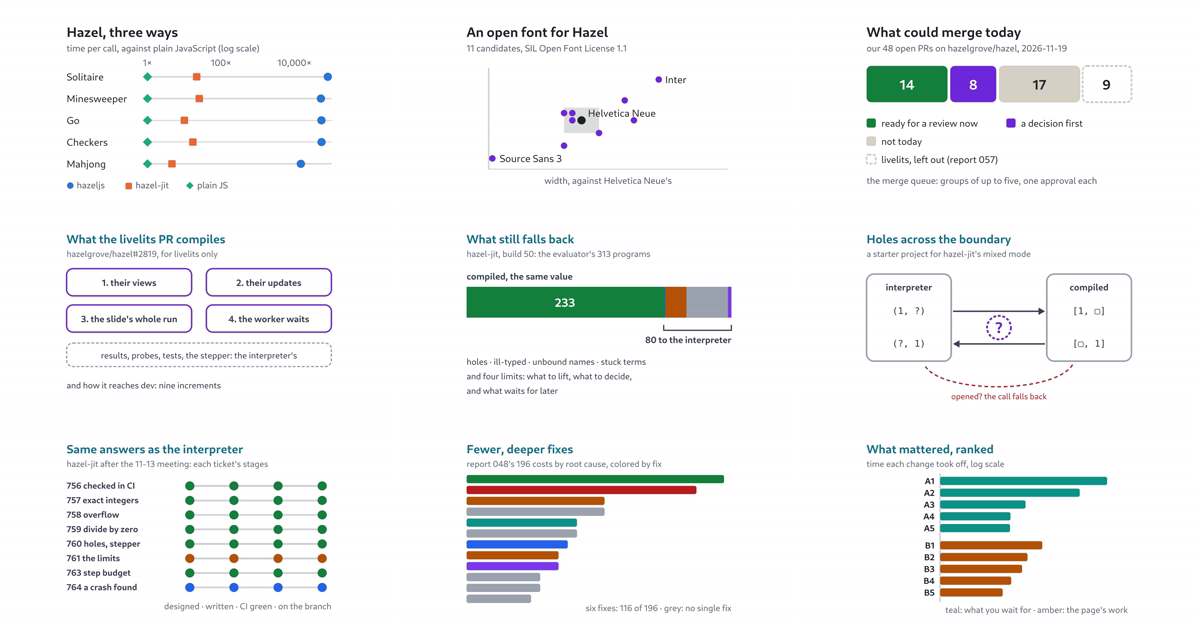 Hazel, three ways
time per call, against plain JavaScript (log scale)
1× 100× 10,000×
Solitaire
Minesweeper
Go
Checkers
Mahjong
hazeljs hazel-jit plain JS
An open font for Hazel
11 candidates, SIL Open Font License 1.1
Inter
Helvetica Neue
Source Sans 3
width, against Helvetica Neue's
What could merge today
our 48 open PRs on hazelgrove/hazel, 2026-11-19
14 8 17 9
ready for a review now a decision first
not today
livelits, left out (report 057)
the merge queue: groups of up to five, one approval each
What the livelits PR compiles
hazelgrove/hazel#2819, for livelits only
1. their views 2. their updates
3. the slide's whole run 4. the worker waits
results, probes, tests, the stepper: the interpreter's
and how it reaches dev: nine increments
What still falls back
hazel-jit, build 50: the evaluator's 313 programs
compiled, the same value
233
80 to the interpreter
holes · ill-typed · unbound names · stuck terms
and four limits: what to lift, what to decide,
and what waits for later
Holes across the boundary
a starter project for hazel-jit's mixed mode
interpreter compiled
(1, ?) [1, ▢]
?
(?, 1) [▢, 1]
opened? the call falls back
Same answers as the interpreter
hazel-jit after the 11-13 meeting: each ticket's stages
756 checked in CI
757 exact integers
758 overflow
759 divide by zero
760 holes, stepper
761 the limits
763 step budget
764 a crash found
designed · written · CI green · on the branch
Fewer, deeper fixes
report 048's 196 costs by root cause, colored by fix
six fixes: 116 of 196 · grey: no single fix
What mattered, ranked
time each change took off, log scale
A1
A2
A3
A4
A5
B1
B2
B3
B4
B5
teal: what you wait for · amber: the page's work